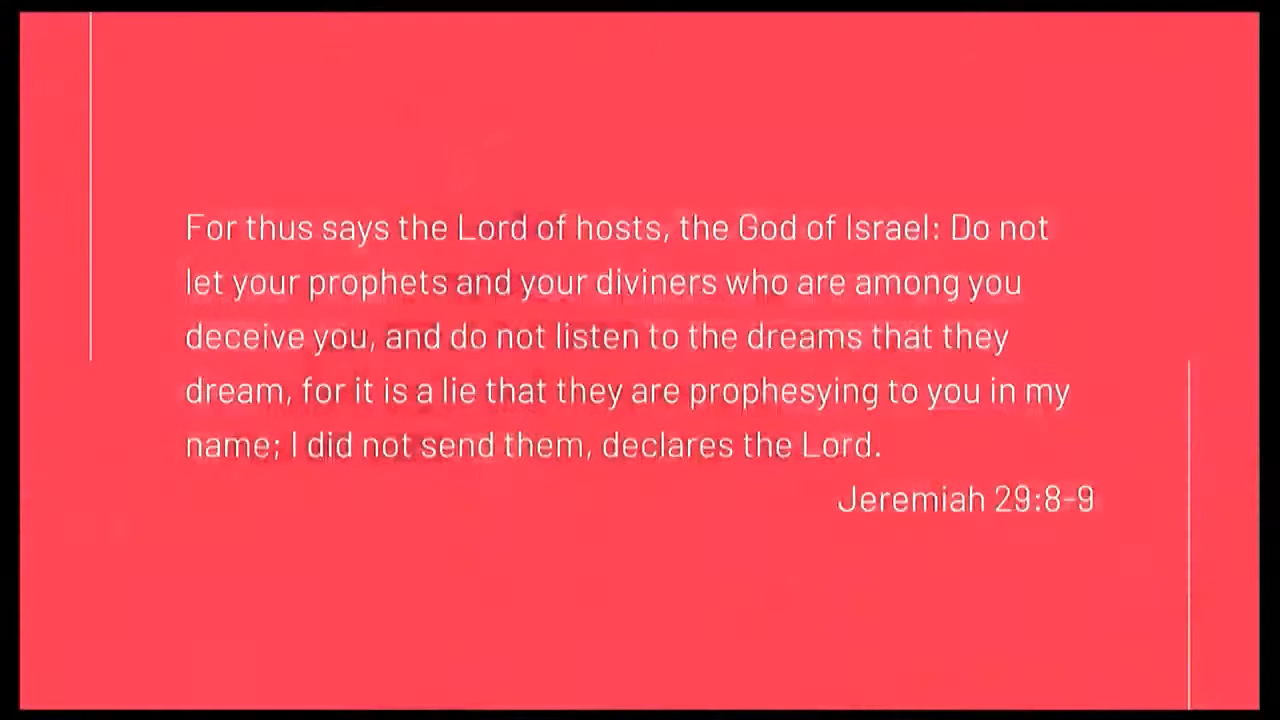 For thus says the Lord of hosts, the God of Israel: Do not
let your prophets and your diviners who are among you
deceive you, and do not listen to the dreams that they
dream, for it is a lie that they are prophesying to you in my
name; I did not send them, declares the Lord.
Jeremiah 29:8-9